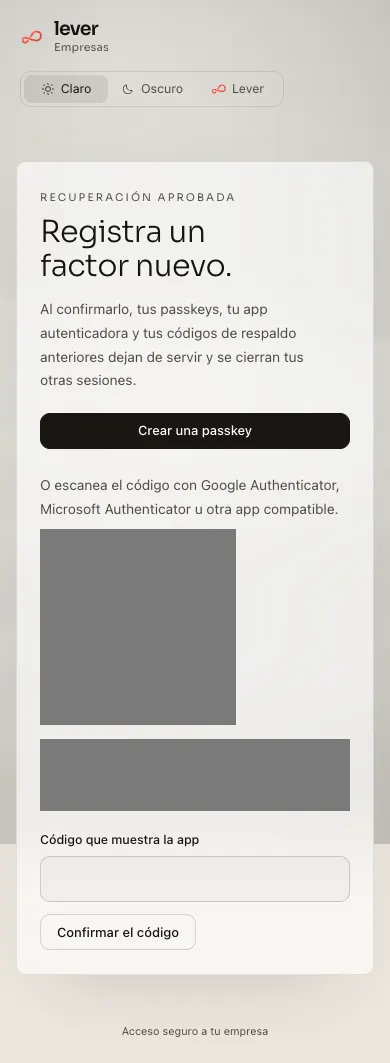 lever
Empresas
Claro
Oscuro
Lever
RECUPERACIÓN APROBADA
Registra un
factor nuevo.
Al confirmarlo, tus passkeys, tu app
autenticadora y tus códigos de respaldo
anteriores dejan de servir y se cierran tus
otras sesiones.
Crear una passkey
O escanea el código con Google Authenticator,
Microsoft Authenticator u otra app compatible.
Código que muestra la app
Confirmar el código
Acceso seguro a tu empresa